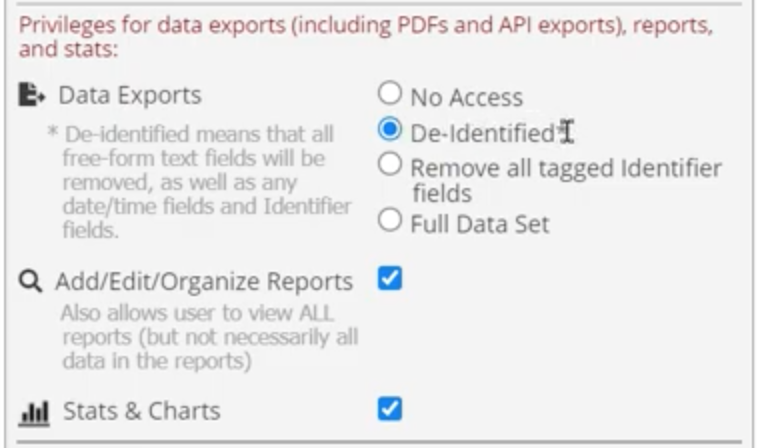 Privileges for data exports (including PDFs and API exports), reports,
and stats:
Data Exports
No Access
* De-identified means that all
free-form text fields will be
removed, as well as any
date/time fields and Identifier
fields.
De-Identified*
Remove all tagged Identifier
fields
Full Data Set
Add/Edit/Organize Reports
Also allows user to view ALL
reports (but not necessarily all
data in the reports)
Stats & Charts